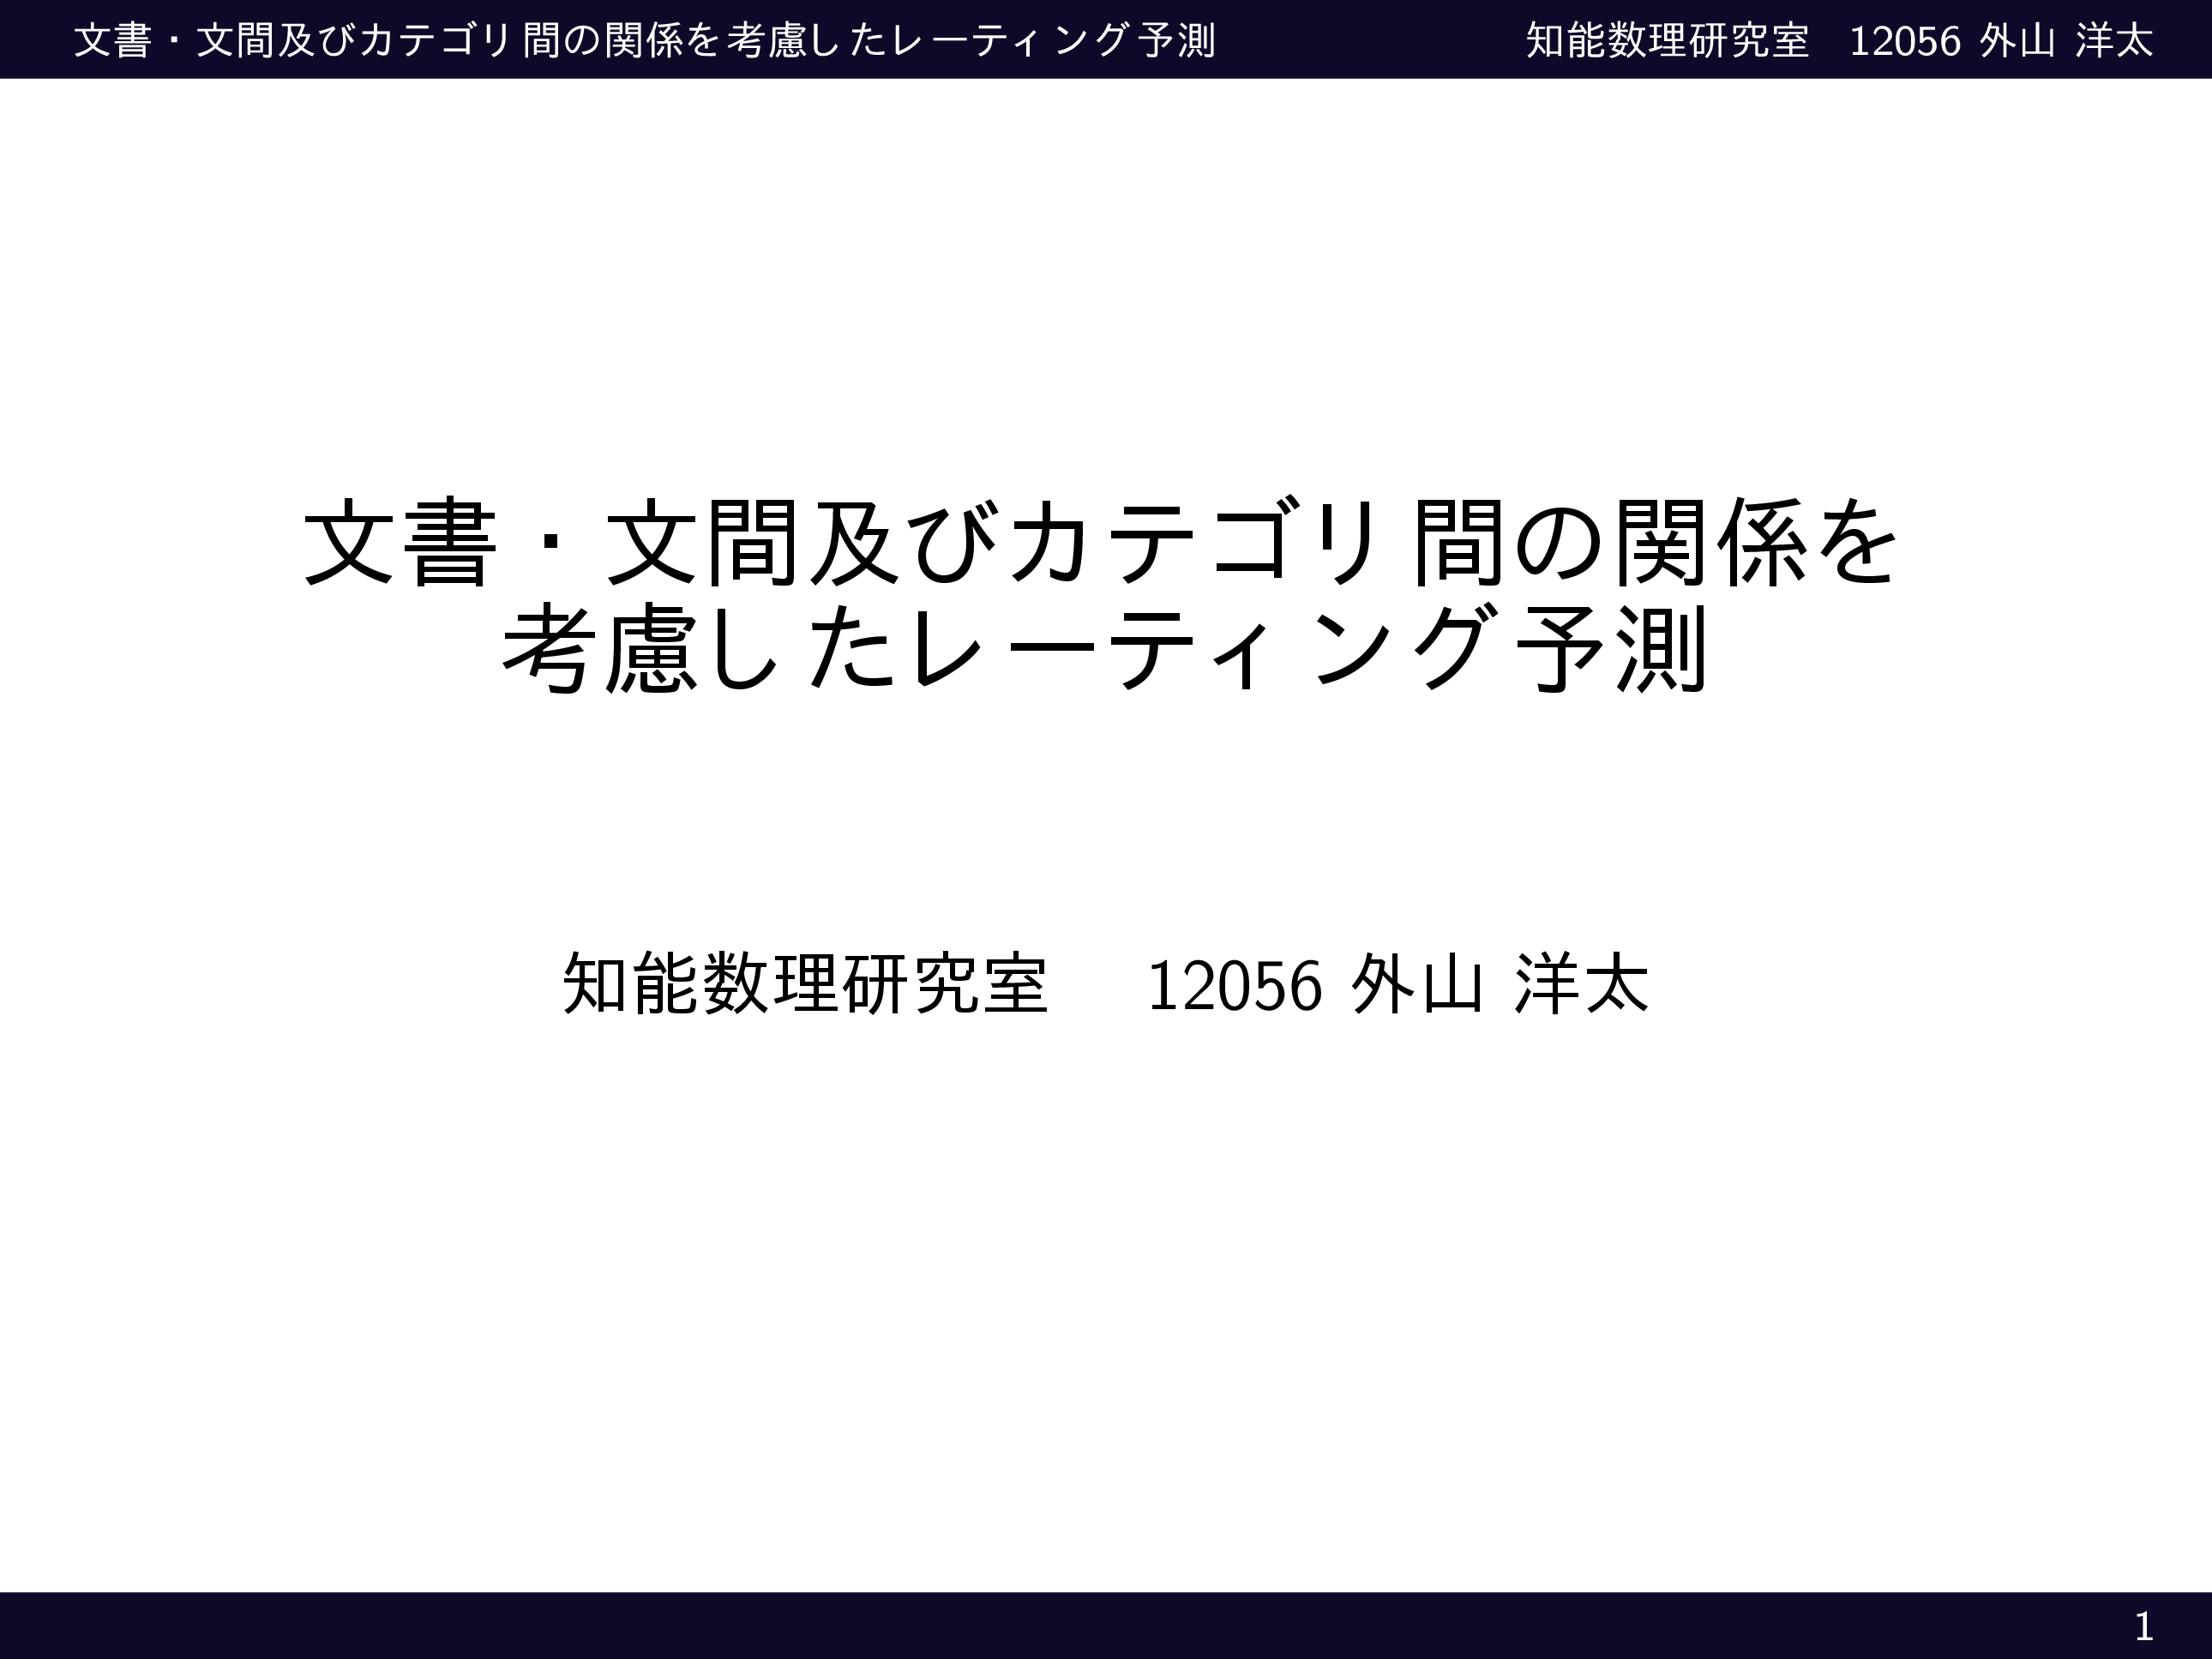 文書・文間及びカテゴリ間の関係を考慮したレーティング予測 知能数理研究室 12056 外山 洋太
文書・文間及びカテゴリ間の関係を
考慮したレーティング予測
知能数理研究室 12056 外山 洋太
1